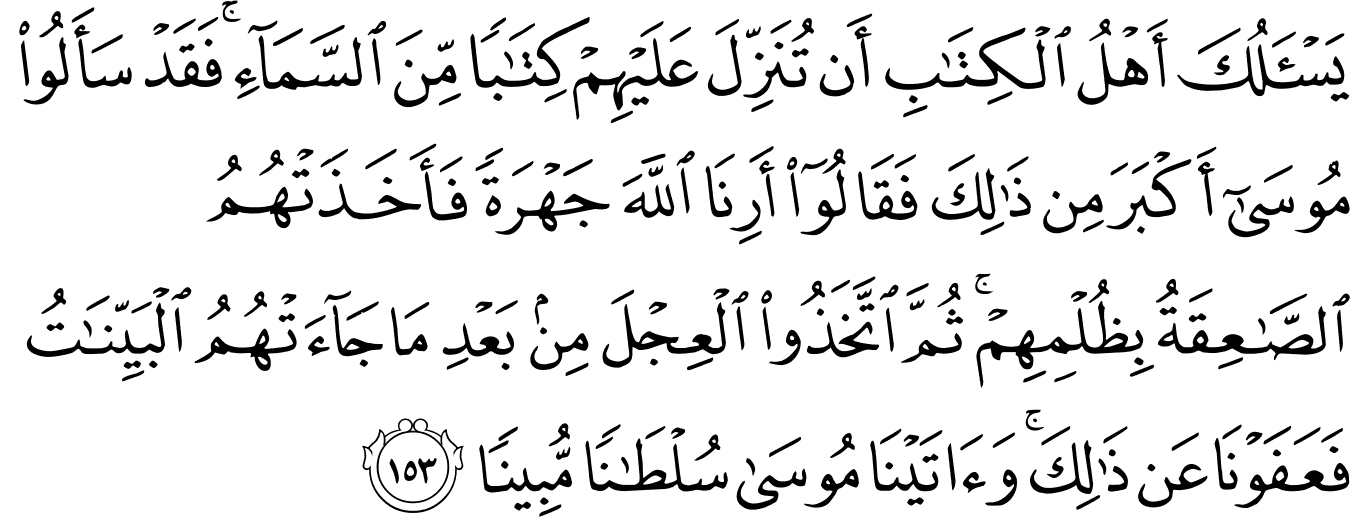 يَسْـَٔلُكَ أَهْلُ ٱلْكِتَـٰبِ أَن تُنَزِّلَ عَلَيْهِمْ كِتَـٰبًا مِّنَ ٱلسَّمَآءِ ۚ فَقَدْ سَأَلُوا۟
مُوسَىٰٓ أَكْبَرَ مِن ذَٰلِكَ فَقَالُوٓا۟ أَرِنَا ٱللَّهَ جَهْرَةً فَأَخَذَتْهُمُ
ٱلصَّـٰعِقَةُ بِظُلْمِهِمْ ۚ ثُمَّ ٱتَّخَذُوا۟ ٱلْعِجْلَ مِنۢ بَعْدِ مَا جَآءَتْهُمُ ٱلْبَيِّنَـٰتُ
فَعَفَوْنَا عَن ذَٰلِكَ ۚ وَءَاتَيْنَا مُوسَىٰ سُلْطَـٰنًا مُّبِينًا ١٥٣